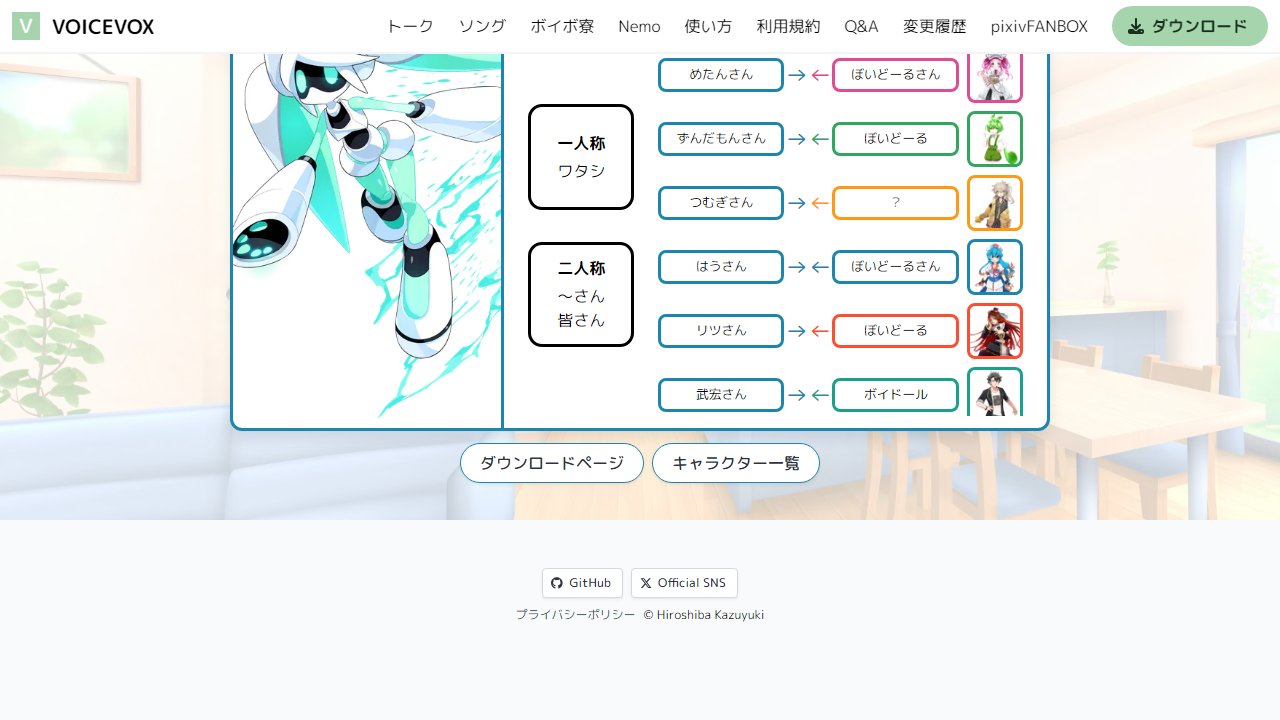 V VOICEVOX トーク ソング ボイボ寮 Nemo 使い方 利用規約 Q&A 変更履歴 pixivFANBOX ダウンロード
一人称
ワタシ
二人称
〜さん
皆さん
めたんさん → ← ぼいどーるさん
ずんだもんさん → ← ぼいどーる
つむぎさん → ← ?
はうさん → ← ぼいどーるさん
リツさん → ← ぼいどーる
武宏さん → ← ボイドール
ダウンロードページ キャラクター一覧
GitHub Official SNS
プライバシーポリシー © Hiroshiba Kazuyuki